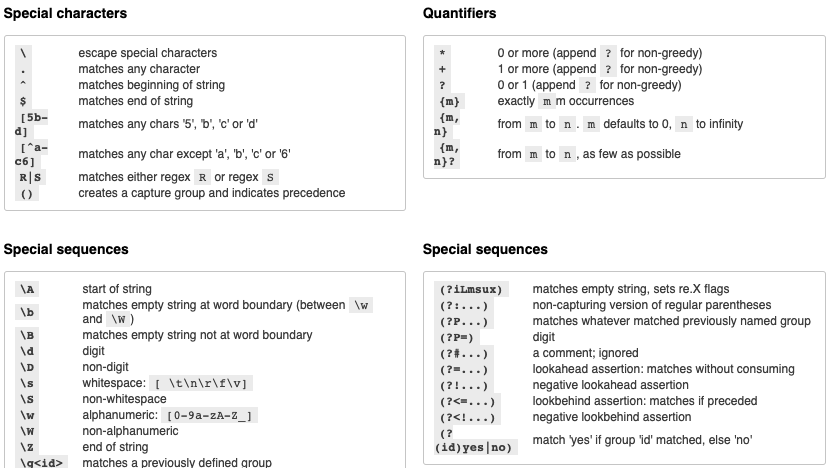 Special characters
\ escape special characters
. matches any character
^ matches beginning of string
$ matches end of string
[5b-
d] matches any chars '5', 'b', 'c' or 'd'
[^a-
c6] matches any char except 'a', 'b', 'c' or '6'
R|S matches either regex R or regex S
() creates a capture group and indicates precedence
Quantifiers
* 0 or more (append ? for non-greedy)
+ 1 or more (append ? for non-greedy)
? 0 or 1 (append ? for non-greedy)
{m} exactly m m occurrences
{m,
n} from m to n . m defaults to 0, n to infinity
{m,
n}? from m to n , as few as possible
Special sequences
\A start of string
\b matches empty string at word boundary (between \w
and \W )
\B matches empty string not at word boundary
\d digit
\D non-digit
\s whitespace: [ \t\n\r\f\v]
\S non-whitespace
\w alphanumeric: [0-9a-zA-Z_]
\W non-alphanumeric
\Z end of string
\g<id> matches a previously defined group
Special sequences
(?iLmsux) matches empty string, sets re.X flags
(?:...) non-capturing version of regular parentheses
(?P...) matches whatever matched previously named group
(?P=) digit
(?#...) a comment; ignored
(?=...) lookahead assertion: matches without consuming
(?!...) negative lookahead assertion
(?<=...) lookbehind assertion: matches if preceded
(?<!...) negative lookbehind assertion
(?
(id)yes|no) match 'yes' if group 'id' matched, else 'no'